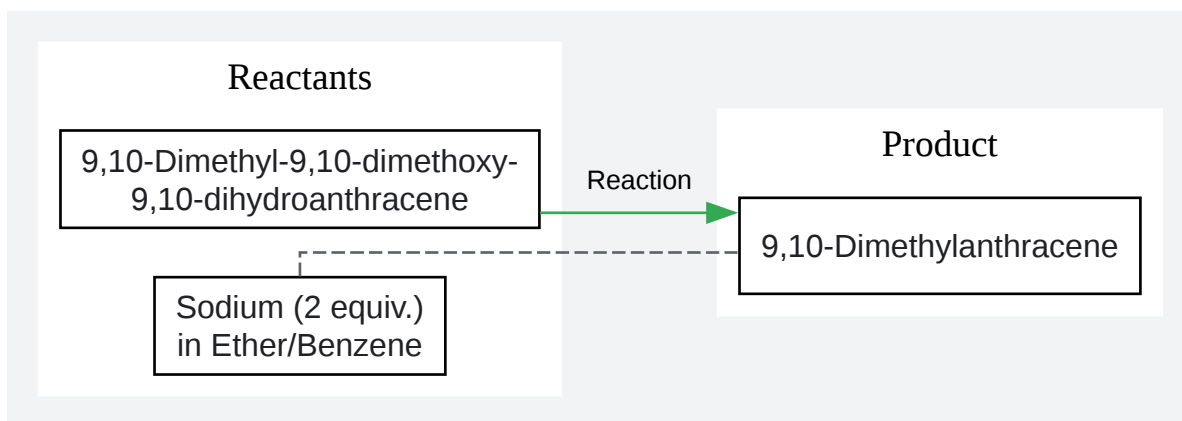 Reactants
9,10-Dimethyl-9,10-dimethoxy-
9,10-dihydroanthracene
Sodium (2 equiv.)
in Ether/Benzene
Reaction
Product
9,10-Dimethylanthracene